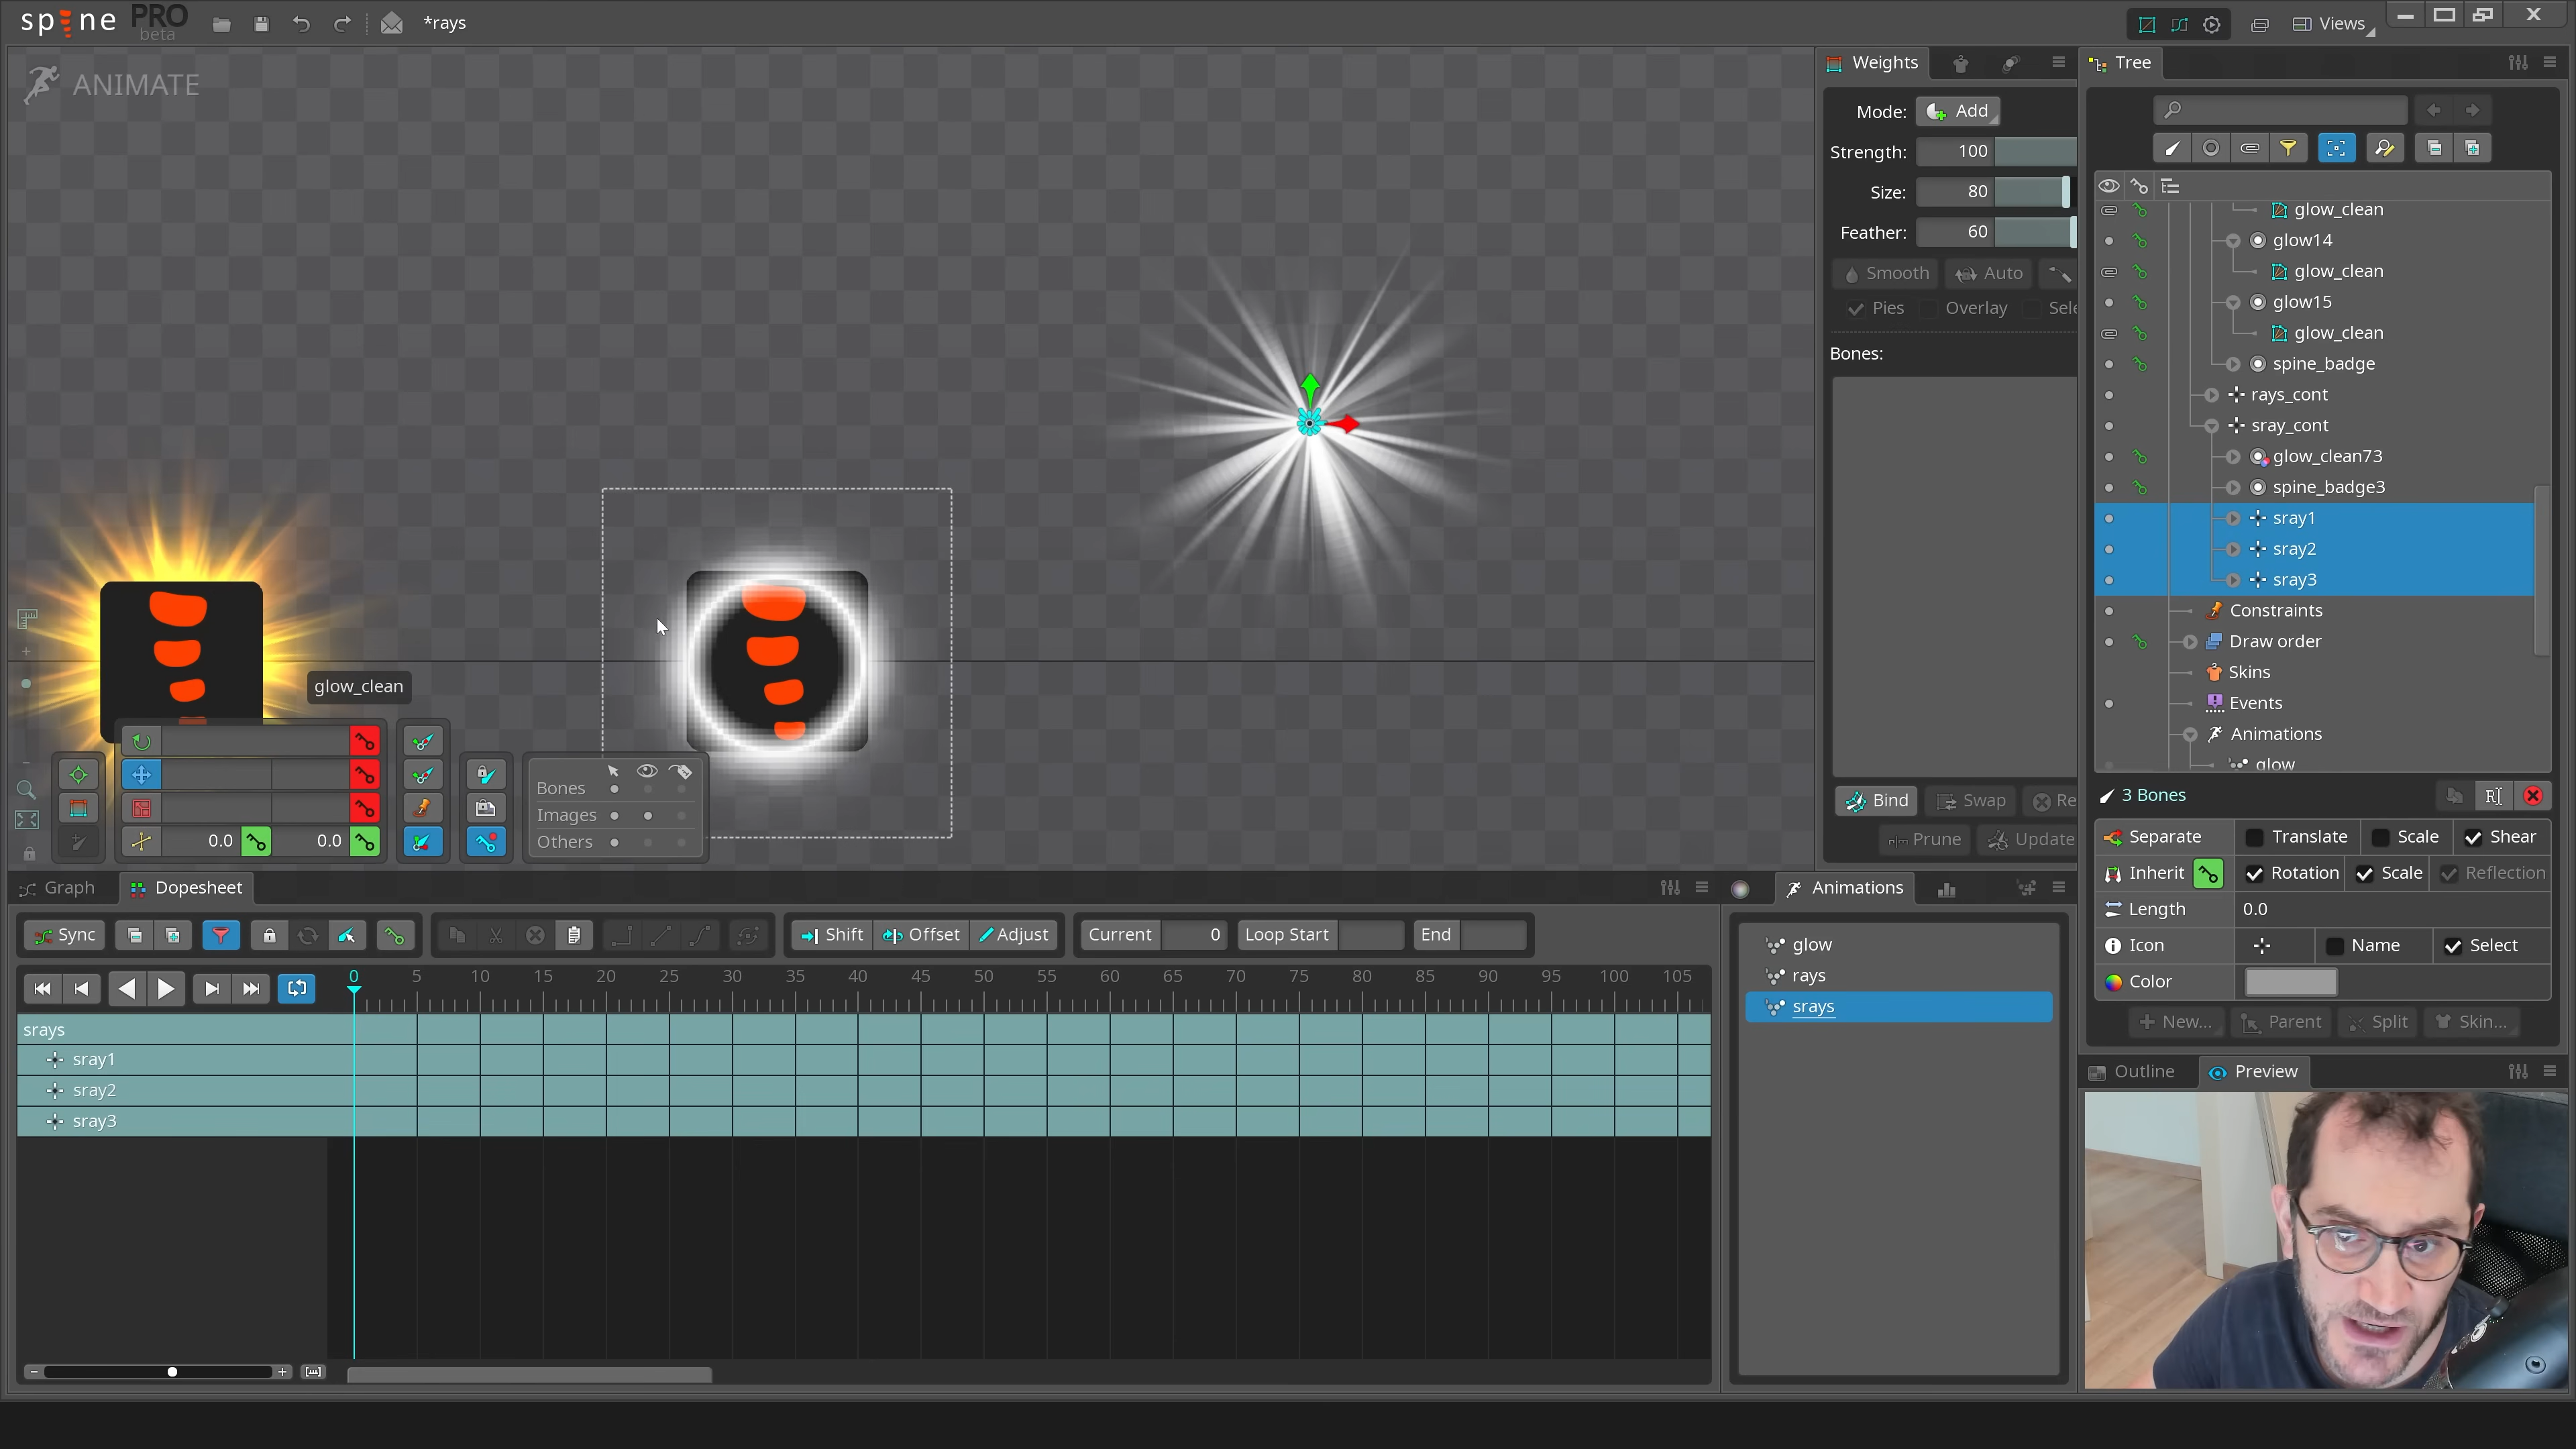 spine PRO
beta
*rays
Views
ANIMATE
Weights
Mode:
Add
Strength:
100
Size:
80
Feather:
60
Smooth
Auto
Pies
Overlay
Sele
Bones:
Bind
Swap
Re
Prune
Update
Tree
glow_clean
glow14
glow_clean
glow15
glow_clean
spine_badge
rays_cont
sray_cont
glow_clean73
spine_badge3
sray1
sray2
sray3
Constraints
Draw order
Skins
Events
Animations
glow
3 Bones
Separate
Translate
Scale
Shear
Inherit
Rotation
Scale
Reflection
Length
0.0
Icon
Name
Select
Color
New...
Parent
Split
Skin...
Outline
Preview
glow_clean
0.0
0.0
Bones
Images
Others
Graph
Dopesheet
Sync
Shift
Offset
Adjust
Current
0
Loop Start
End
0 5 10 15 20 25 30 35 40 45 50 55 60 65 70 75 80 85 90 95 100 105
srays
sray1
sray2
sray3
Animations
glow
rays
srays